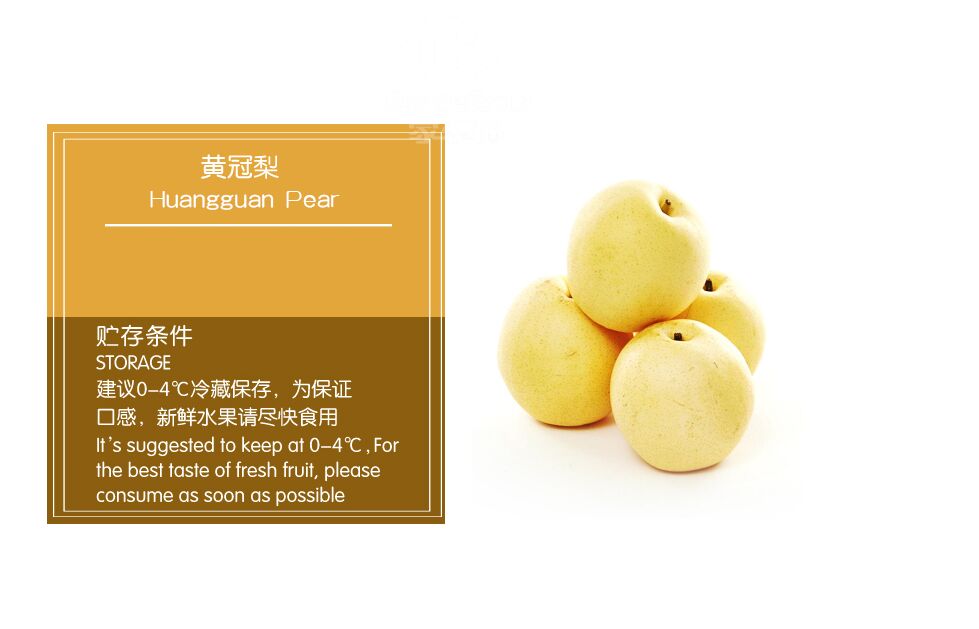 黄冠梨
Huangguan Pear
贮存条件
STORAGE
建议0-4℃冷藏保存，为保证
口感，新鲜水果请尽快食用
It's suggested to keep at 0-4℃,For
the best taste of fresh fruit, please
consume as soon as possible